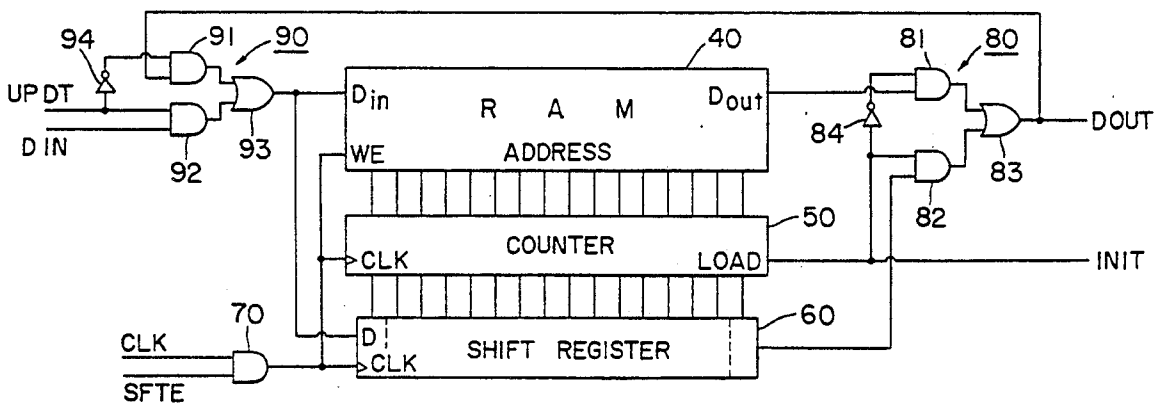 94
91
90
40
81
80
UPDT
Din
R A M
Dout
84
DOUT
DIN
92
93
WE
ADDRESS
82
83
50
COUNTER
CLK
LOAD
INIT
70
60
CLK
D
SHIFT REGISTER
CLK
SFTE